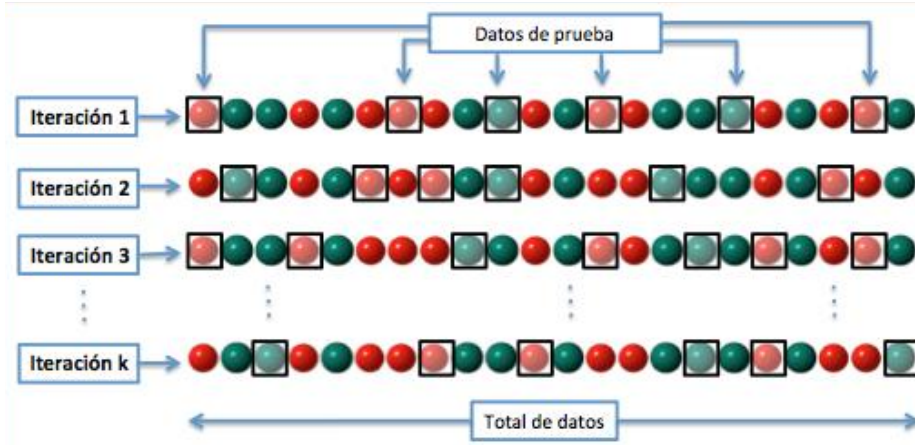 Datos de prueba
Iteración 1
Iteración 2
Iteración 3
Iteración k
Total de datos